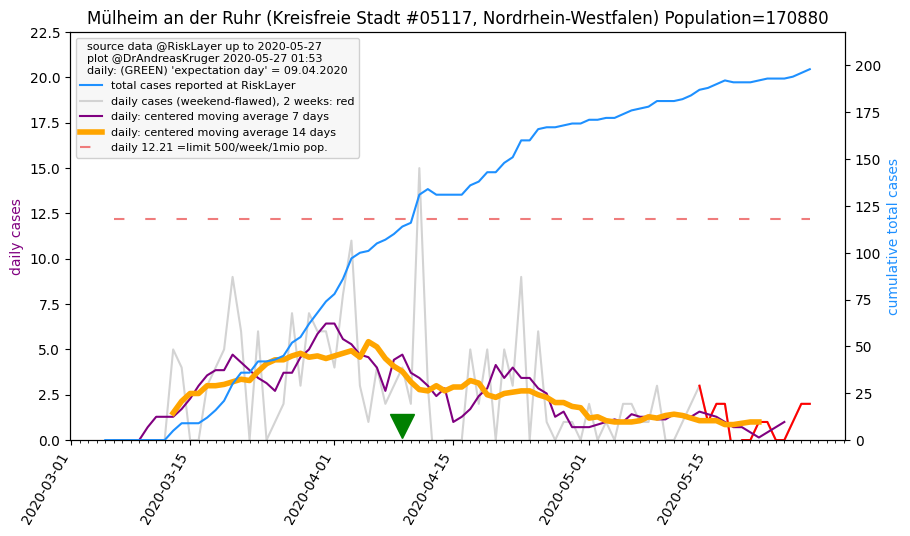 Mülheim an der Ruhr (Kreisfreie Stadt #05117, Nordrhein-Westfalen) Population=170880
source data @RiskLayer up to 2020-05-27
plot @DrAndreasKruger 2020-05-27 01:53
daily: (GREEN) 'expectation day' = 09.04.2020
total cases reported at RiskLayer
daily cases (weekend-flawed), 2 weeks: red
daily: centered moving average 7 days
daily: centered moving average 14 days
daily 12.21 =limit 500/week/1mio pop.
daily cases
22.5
20.0
17.5
15.0
12.5
10.0
7.5
5.0
2.5
0.0
cumulative total cases
200
175
150
125
100
75
50
25
0
2020-03-01
2020-03-15
2020-04-01
2020-04-15
2020-05-01
2020-05-15